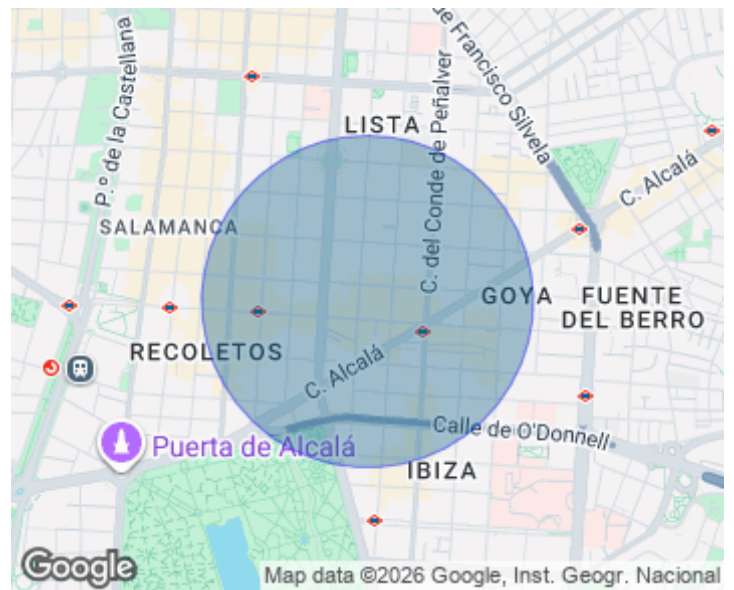 de Francisco Silvela
P.º de la Castellana
C. del Conde de Peñalver
LISTA
C. Alcalá
SALAMANCA
GOYA
FUENTE
DEL BERRO
RECOLETOS
C. Alcalá
Puerta de Alcalá
Calle de O'Donnell
IBIZA
Google
Map data ©2026 Google, Inst. Geogr. Nacional